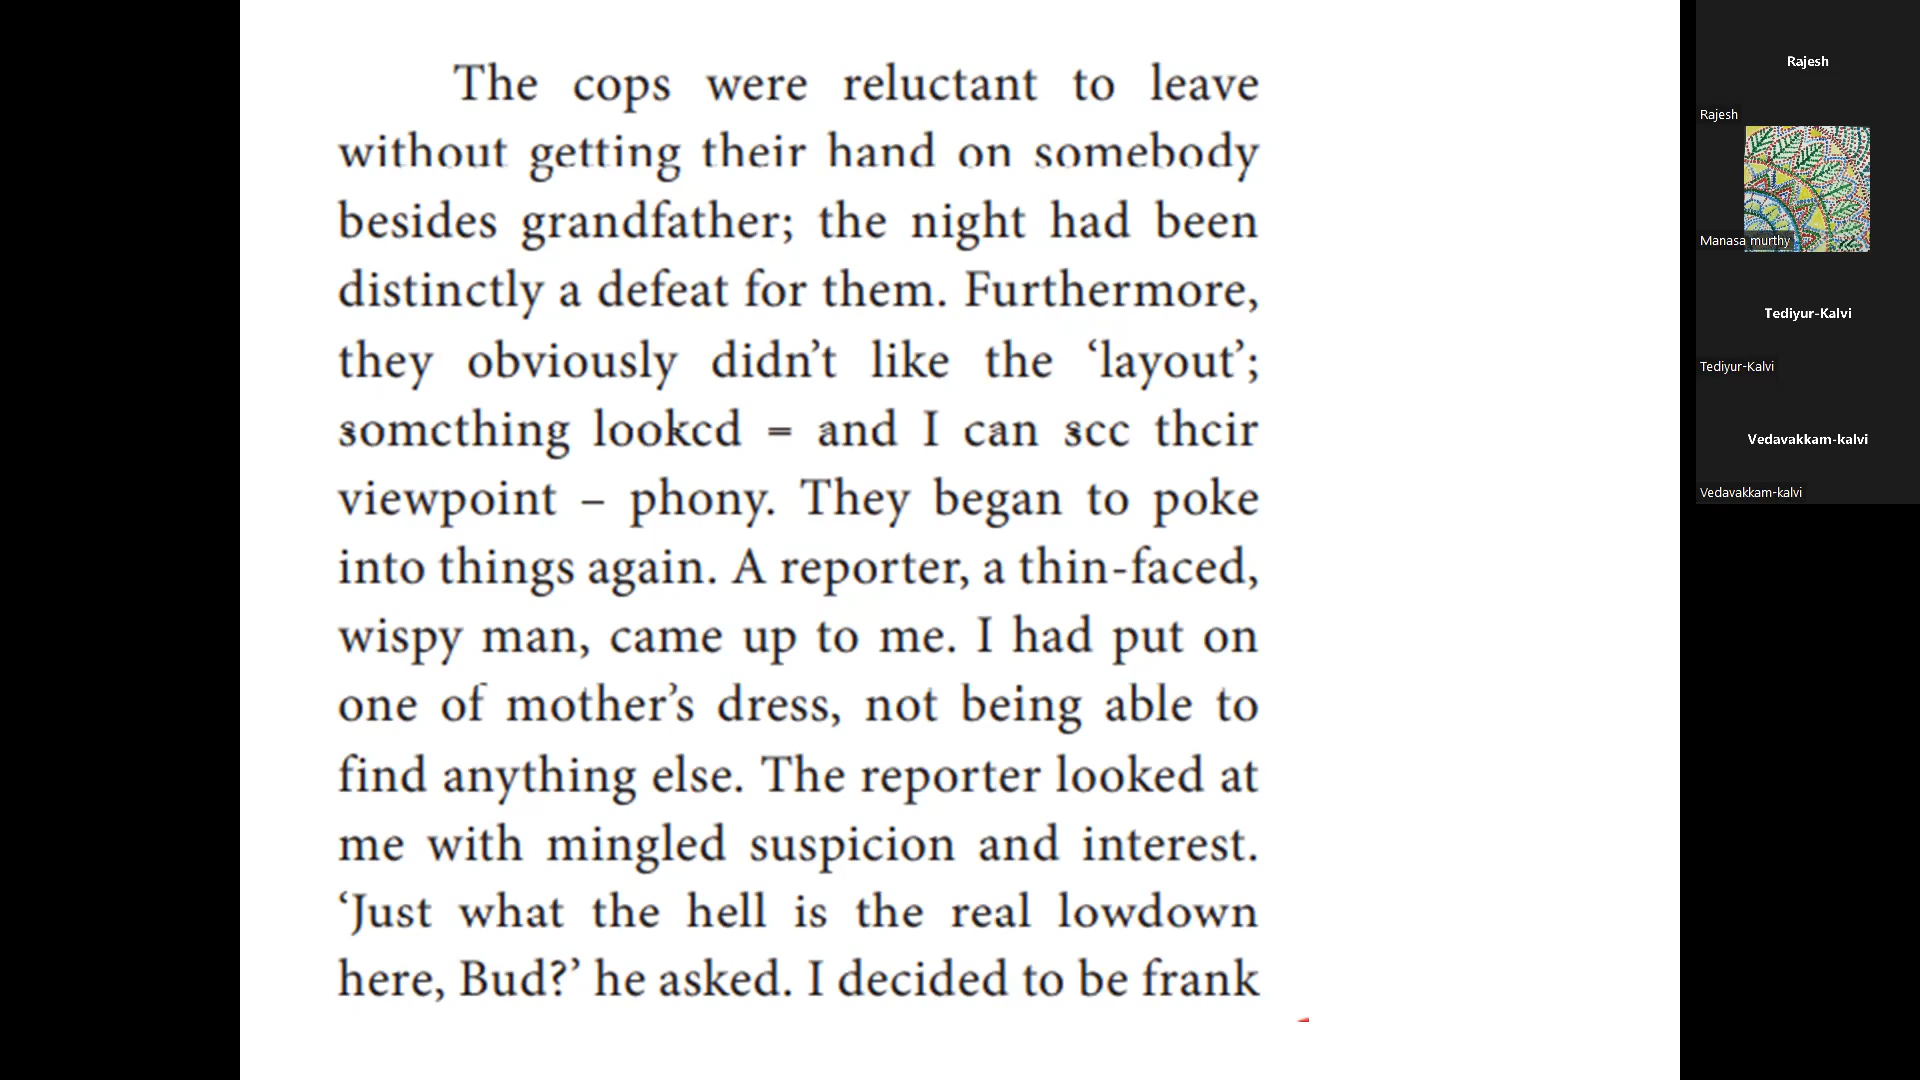 The cops were reluctant to leave
without getting their hand on somebody
besides grandfather; the night had been
distinctly a defeat for them. Furthermore,
they obviously didn’t like the ‘layout’;
somcthing lookcd = and I can scc thcir
viewpoint – phony. They began to poke
into things again. A reporter, a thin-faced,
wispy man, came up to me. I had put on
one of mother’s dress, not being able to
find anything else. The reporter looked at
me with mingled suspicion and interest.
‘Just what the hell is the real lowdown
here, Bud?’ he asked. I decided to be frank
Rajesh
Rajesh
Manasa murthy
Tediyur-Kalvi
Tediyur-Kalvi
Vedavakkam-kalvi
Vedavakkam-kalvi